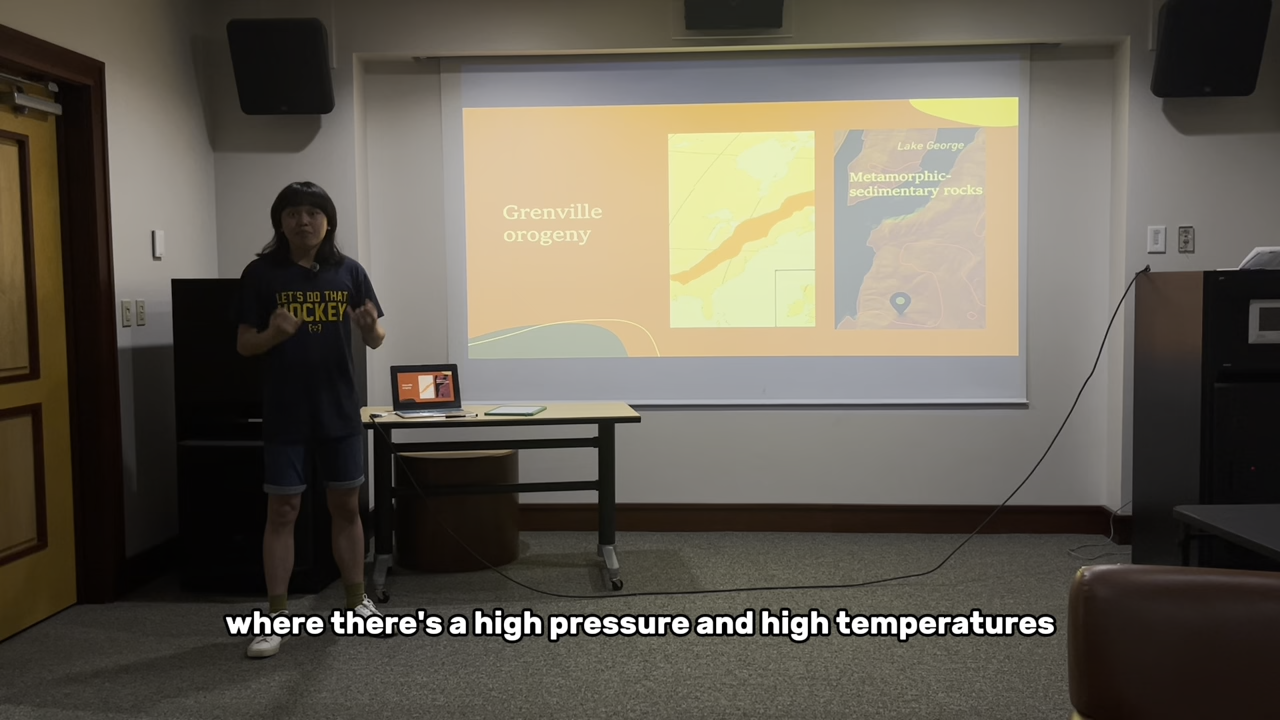 Lake George
Metamorphic-
sedimentary rocks
Grenville
orogeny
LET'S DO THAT
HOCKEY
where there's a high pressure and high temperatures